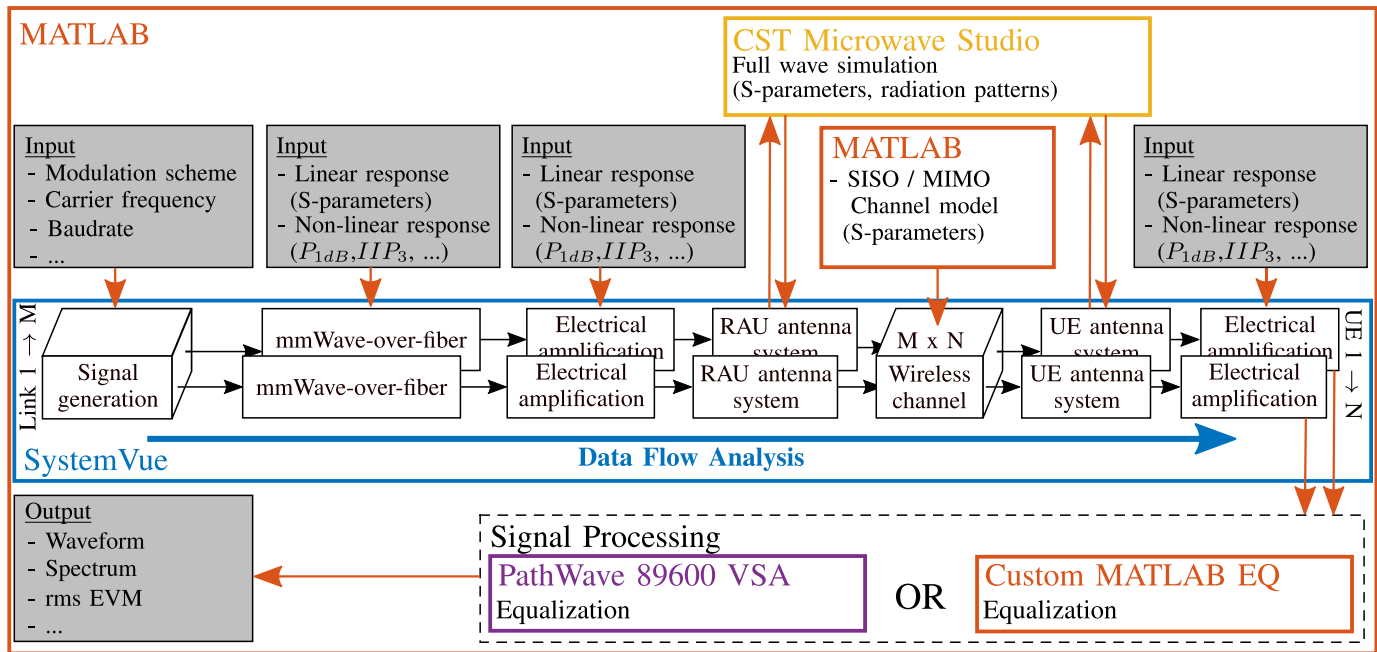 MATLAB
CST Microwave Studio
Full wave simulation
(S-parameters, radiation patterns)
Input
- Modulation scheme
- Carrier frequency
- Baudrate
- ...
Input
- Linear response
(S-parameters)
- Non-linear response
(P1dB,IIP3, ...)
Input
- Linear response
(S-parameters)
- Non-linear response
(P1dB,IIP3, ...)
MATLAB
- SISO / MIMO
Channel model
(S-parameters)
Input
- Linear response
(S-parameters)
- Non-linear response
(P1dB,IIP3, ...)
Link 1 → M
Signal
generation
mmWave-over-fiber
mmWave-over-fiber
Electrical
amplification
Electrical
amplification
RAU antenna
system
RAU antenna
system
M x N
Wireless
channel
UE antenna
system
UE antenna
system
Electrical
amplification
Electrical
amplification
UE 1 → N
SystemVue
Data Flow Analysis
Output
- Waveform
- Spectrum
- rms EVM
- ...
Signal Processing
PathWave 89600 VSA
Equalization
OR
Custom MATLAB EQ
Equalization